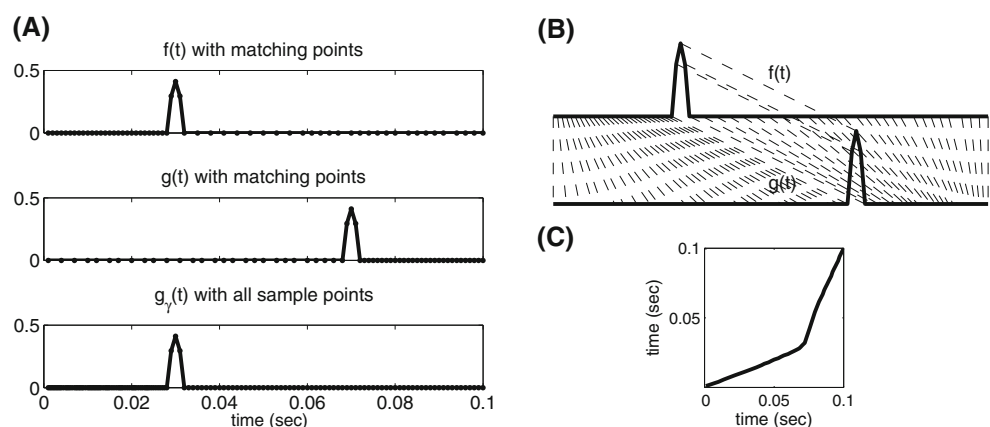 (A)
f(t) with matching points
0.5
0
g(t) with matching points
0.5
0
gγ(t) with all sample points
0.5
0
0 0.02 0.04 0.06 0.08 0.1
time (sec)
(B)
f(t)
g(t)
(C)
0.1
0.05
time (sec)
0 0.05 0.1
time (sec)